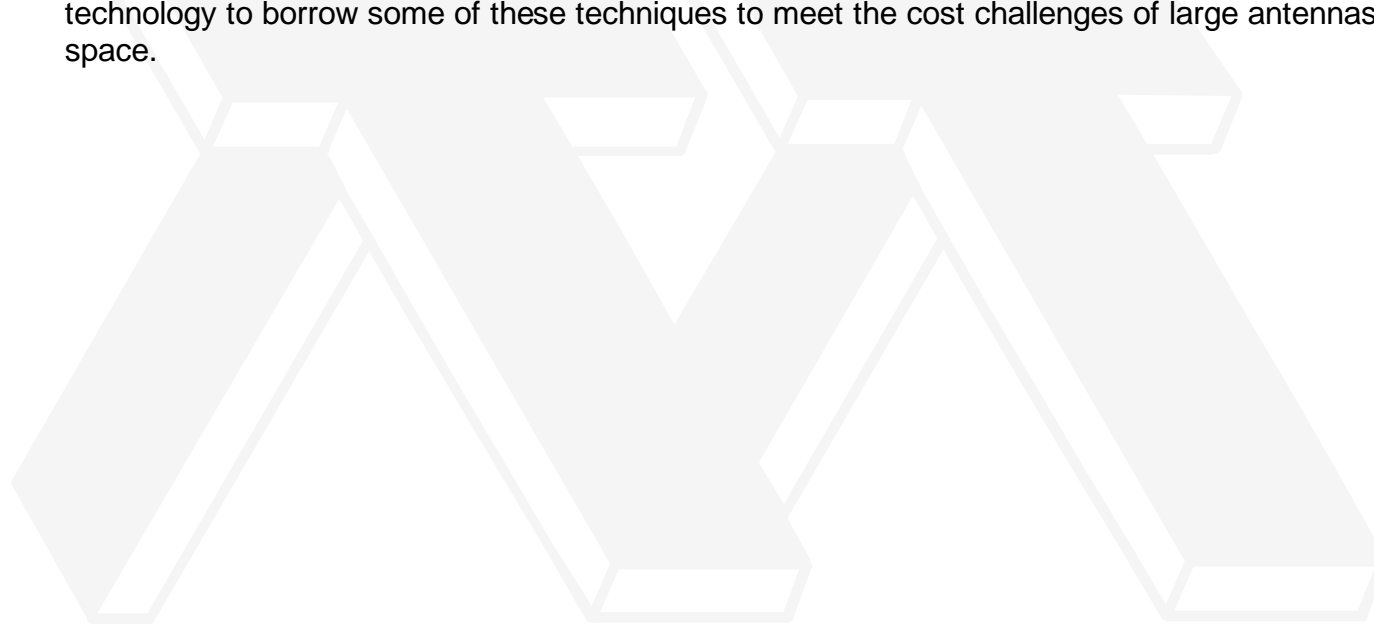 technology to borrow some of these techniques to meet the cost challenges of large antennas
space.